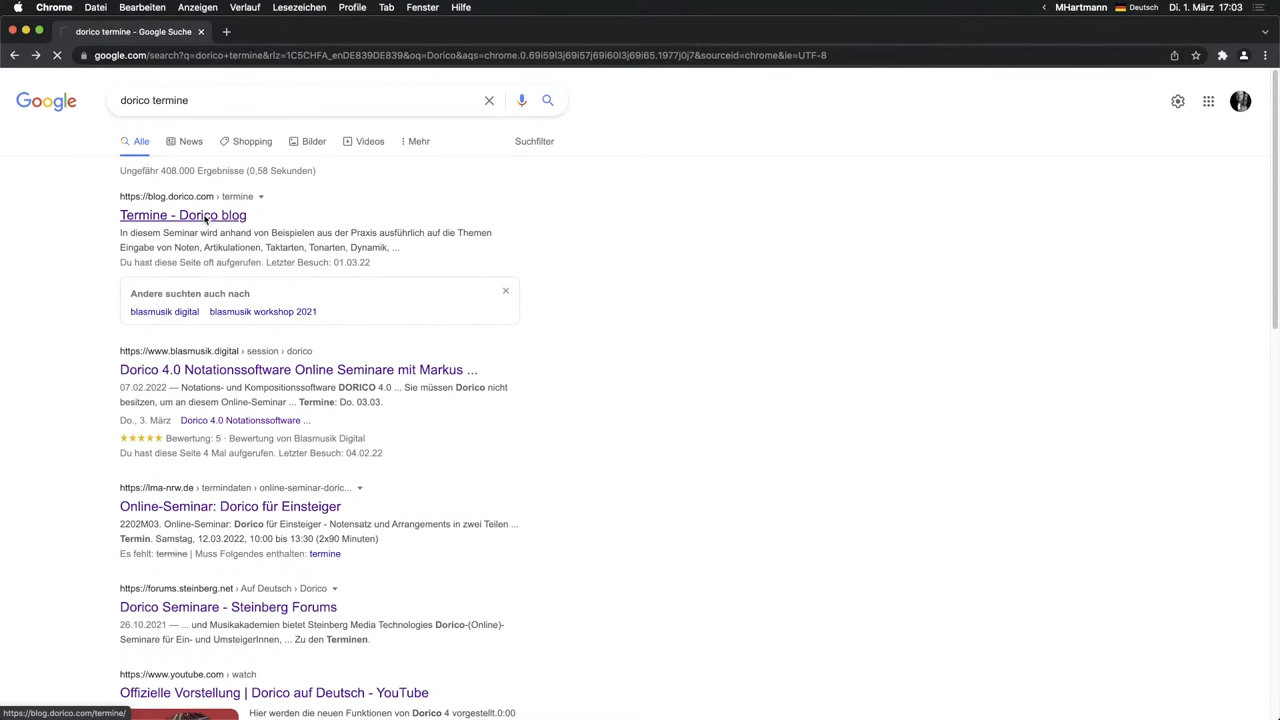 Chrome Datei Bearbeiten Anzeigen Verlauf Lesezeichen Profile Tab Fenster Hilfe MHartmann Deutsch Di. 1. März 17:03
dorico termine - Google Suche
google.com/search?q=dorico+termine&rlz=1C5CHFA_enDE839DE839&oq=Dorico&aqs=chrome.0.69i59l3j69i57j69i60l3j69i65.1977j0j7&sourceid=chrome&ie=UTF-8
Google dorico termine
Alle News Shopping Bilder Videos Mehr Suchfilter
Ungefähr 408.000 Ergebnisse (0,58 Sekunden)
https://blog.dorico.com › termine
Termine - Dorico blog
In diesem Seminar wird anhand von Beispielen aus der Praxis ausführlich auf die Themen
Eingabe von Noten, Artikulationen, Taktarten, Tonarten, Dynamik, ...
Du hast diese Seite oft aufgerufen. Letzter Besuch: 01.03.22
Andere suchten auch nach
blasmusik digital blasmusik workshop 2021
https://www.blasmusik.digital › session › dorico
Dorico 4.0 Notationssoftware Online Seminare mit Markus ...
07.02.2022 — Notations- und Kompositionssoftware DORICO 4.0 ... Sie müssen Dorico nicht
besitzen, um an diesem Online-Seminar ... Termine: Do. 03.03.
Do., 3. März Dorico 4.0 Notationssoftware ...
★★★★★ Bewertung: 5 · Bewertung von Blasmusik Digital
Du hast diese Seite 4 Mal aufgerufen. Letzter Besuch: 04.02.22
https://lma-nrw.de › termindaten › online-seminar-doric...
Online-Seminar: Dorico für Einsteiger
2202M03. Online-Seminar: Dorico für Einsteiger - Notensatz und Arrangements in zwei Teilen ...
Termin. Samstag, 12.03.2022, 10:00 bis 13:30 (2x90 Minuten)
Es fehlt: termine | Muss Folgendes enthalten: termine
https://forums.steinberg.net › Auf Deutsch › Dorico
Dorico Seminare - Steinberg Forums
26.10.2021 — ... und Musikakademien bietet Steinberg Media Technologies Dorico-(Online)-
Seminare für Ein- und UmsteigerInnen, ... Zu den Terminen.
https://www.youtube.com › watch
Offizielle Vorstellung | Dorico auf Deutsch - YouTube
Hier werden die neuen Funktionen von Dorico 4 vorgestellt.0:00
https://blog.dorico.com/termine/